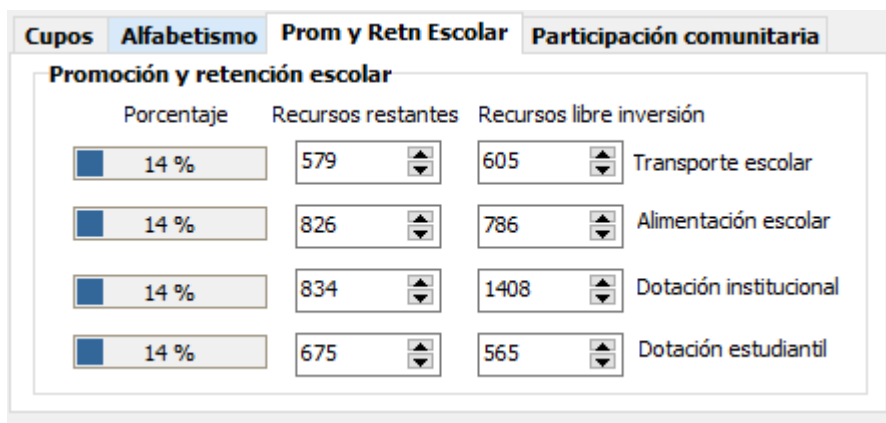 Cupos Alfabetismo Prom y Retn Escolar Participación comunitaria
Promoción y retención escolar
Porcentaje Recursos restantes Recursos libre inversión
14 % 579 605 Transporte escolar
14 % 826 786 Alimentación escolar
14 % 834 1408 Dotación institucional
14 % 675 565 Dotación estudiantil